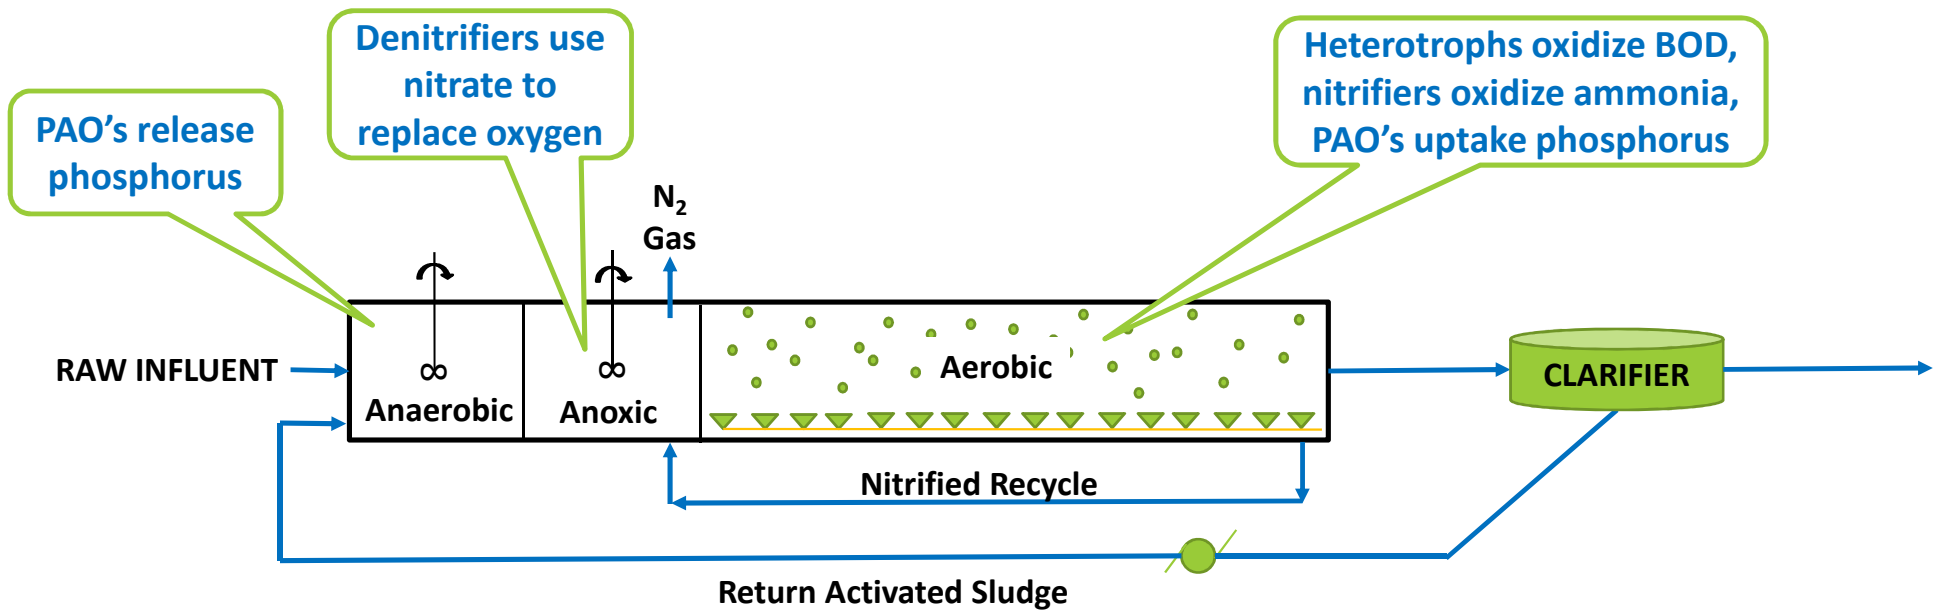 PAO’s release
phosphorus
Denitrifiers use
nitrate to
replace oxygen
Heterotrophs oxidize BOD,
nitrifiers oxidize ammonia,
PAO’s uptake phosphorus
N₂
Gas
RAW INFLUENT
Anaerobic
Anoxic
Aerobic
CLARIFIER
Nitrified Recycle
Return Activated Sludge